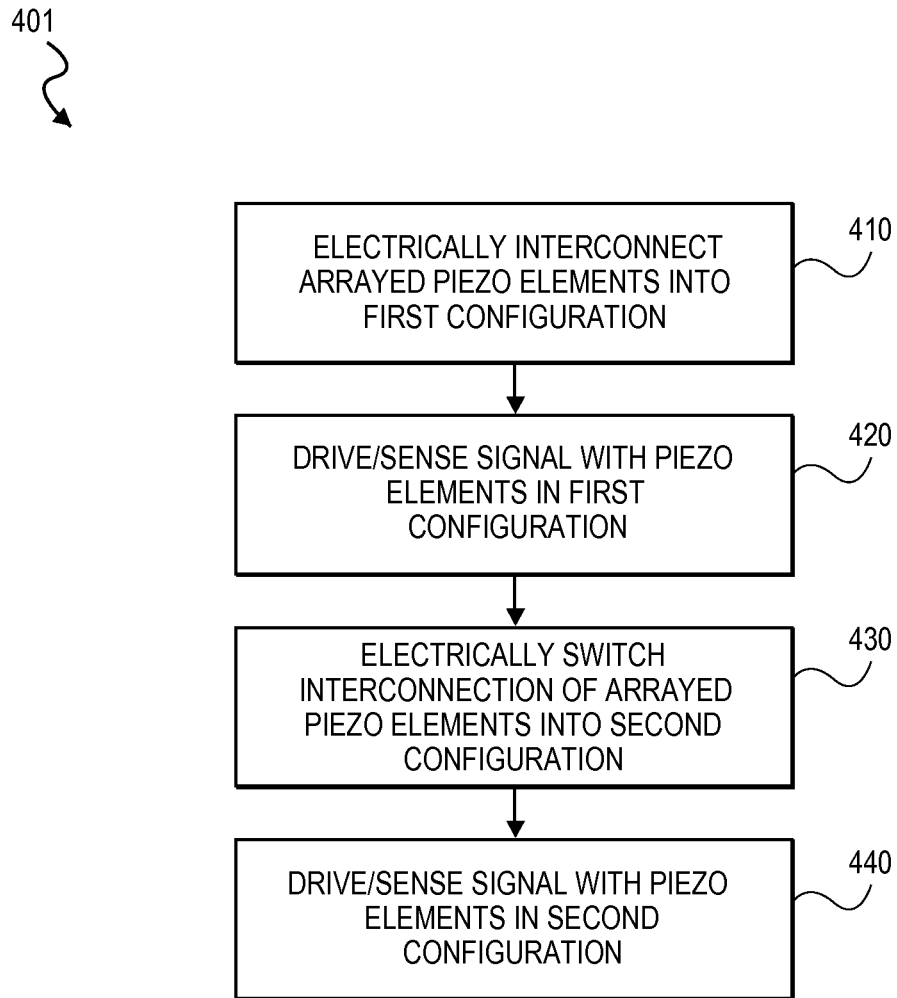 401
ELECTRICALLY INTERCONNECT
ARRAYED PIEZO ELEMENTS INTO
FIRST CONFIGURATION
410
DRIVE/SENSE SIGNAL WITH PIEZO
ELEMENTS IN FIRST
CONFIGURATION
420
ELECTRICALLY SWITCH
INTERCONNECTION OF ARRAYED
PIEZO ELEMENTS INTO SECOND
CONFIGURATION
430
DRIVE/SENSE SIGNAL WITH PIEZO
ELEMENTS IN SECOND
CONFIGURATION
440